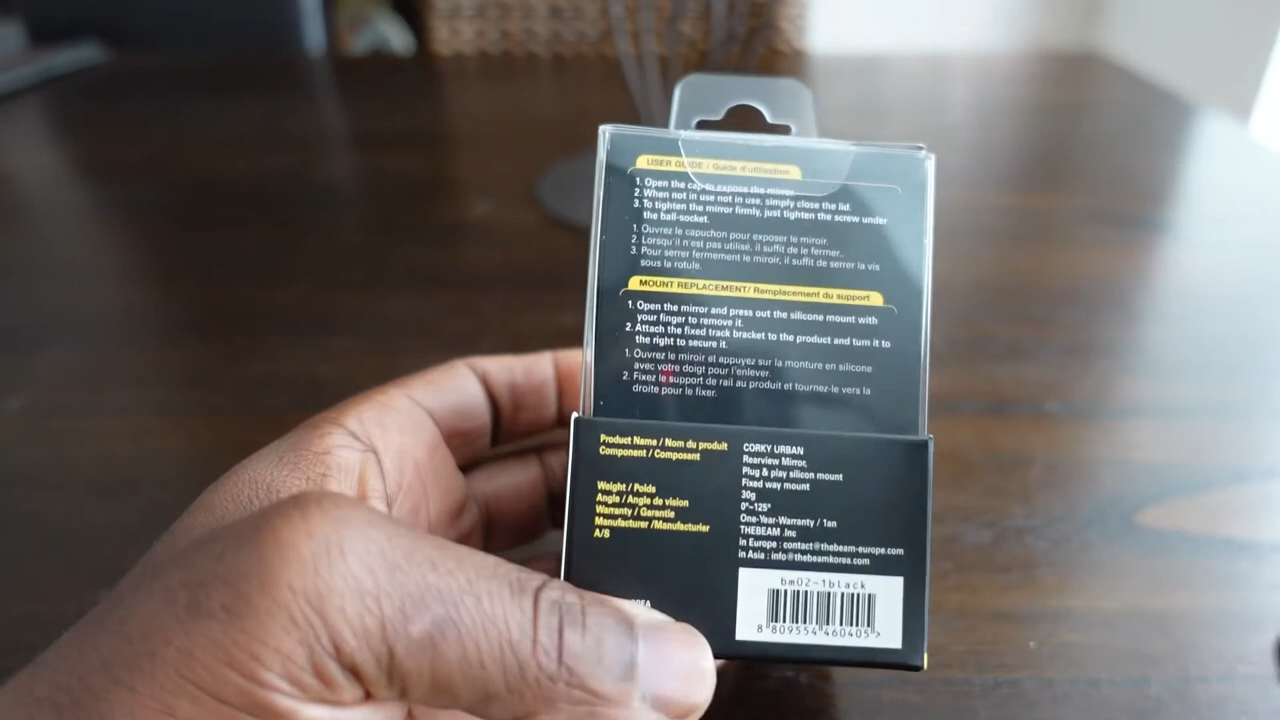 USER GUIDE / Guide d'utilisation
1. Open the cap to expose the mirror.
2. When not in use not in use, simply close the lid.
3. To tighten the mirror firmly, just tighten the screw under
the ball-socket.
1. Ouvrez le capuchon pour exposer le miroir.
2. Lorsqu'il n'est pas utilisé, il suffit de le fermer..
3. Pour serrer fermement le miroir, il suffit de serrer la vis
sous la rotule.
MOUNT REPLACEMENT/ Remplacement du support
1. Open the mirror and press out the silicone mount with
your finger to remove it.
2. Attach the fixed track bracket to the product and turn it to
the right to secure it.
1. Ouvrez le miroir et appuyez sur la monture en silicone
avec votre doigt pour l'enlever.
2. Fixez le support de rail au produit et tournez-le vers la
droite pour le fixer.
Product Name / Nom du produit
CORKY URBAN
Component / Composant
Rearview Mirror,
Plug & play silicon mount
Fixed way mount
Weight / Poids
30g
Angle / Angle de vision
0°–125°
Warranty / Garantie
One-Year-Warranty / 1an
Manufacturer /Manufacturier
THEBEAM .Inc
A/S
in Europe : contact@thebeam-europe.com
in Asia : info@thebeamkorea.com
bm02-1black
8 809554 460405>